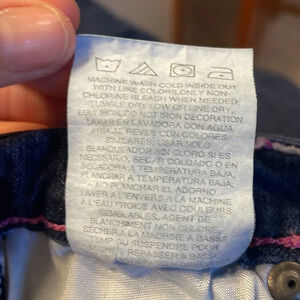 MACHINE WASH COLD INSIDE OUT
WITH LIKE COLORS, ONLY NON-
CHLORINE BLEACH WHEN NEEDED,
TUMBLE DRY LOW OR LINE DRY,
LOW IRON, DO NOT IRON DECORATION
LAVAR A MAQUINA CON AGUA
FRIA AL REVES CON COLORES
SIMILARES, USAR SOLO
BLANQUEADOR SIN CLORO SI ES
NECESARIO, SECAR COLGADO O EN
SECADORA A TEMPERATURA BAJA,
PLANCHAR A TEMPERATURA BAJA,
NO PLANCHAR EL ADORNO
LAVER A L'ENVERS A LA MACHINE
A L'EAU FROIDE AVEC COULEURS
SEMBLABLES, AGENT DE
BLANCHIMENT NON CHLORE,
SECHER A LA MACHINE A BASSE
TEMP OU SUSPENDRE POUR
SECHER, REPASSER A BASSE